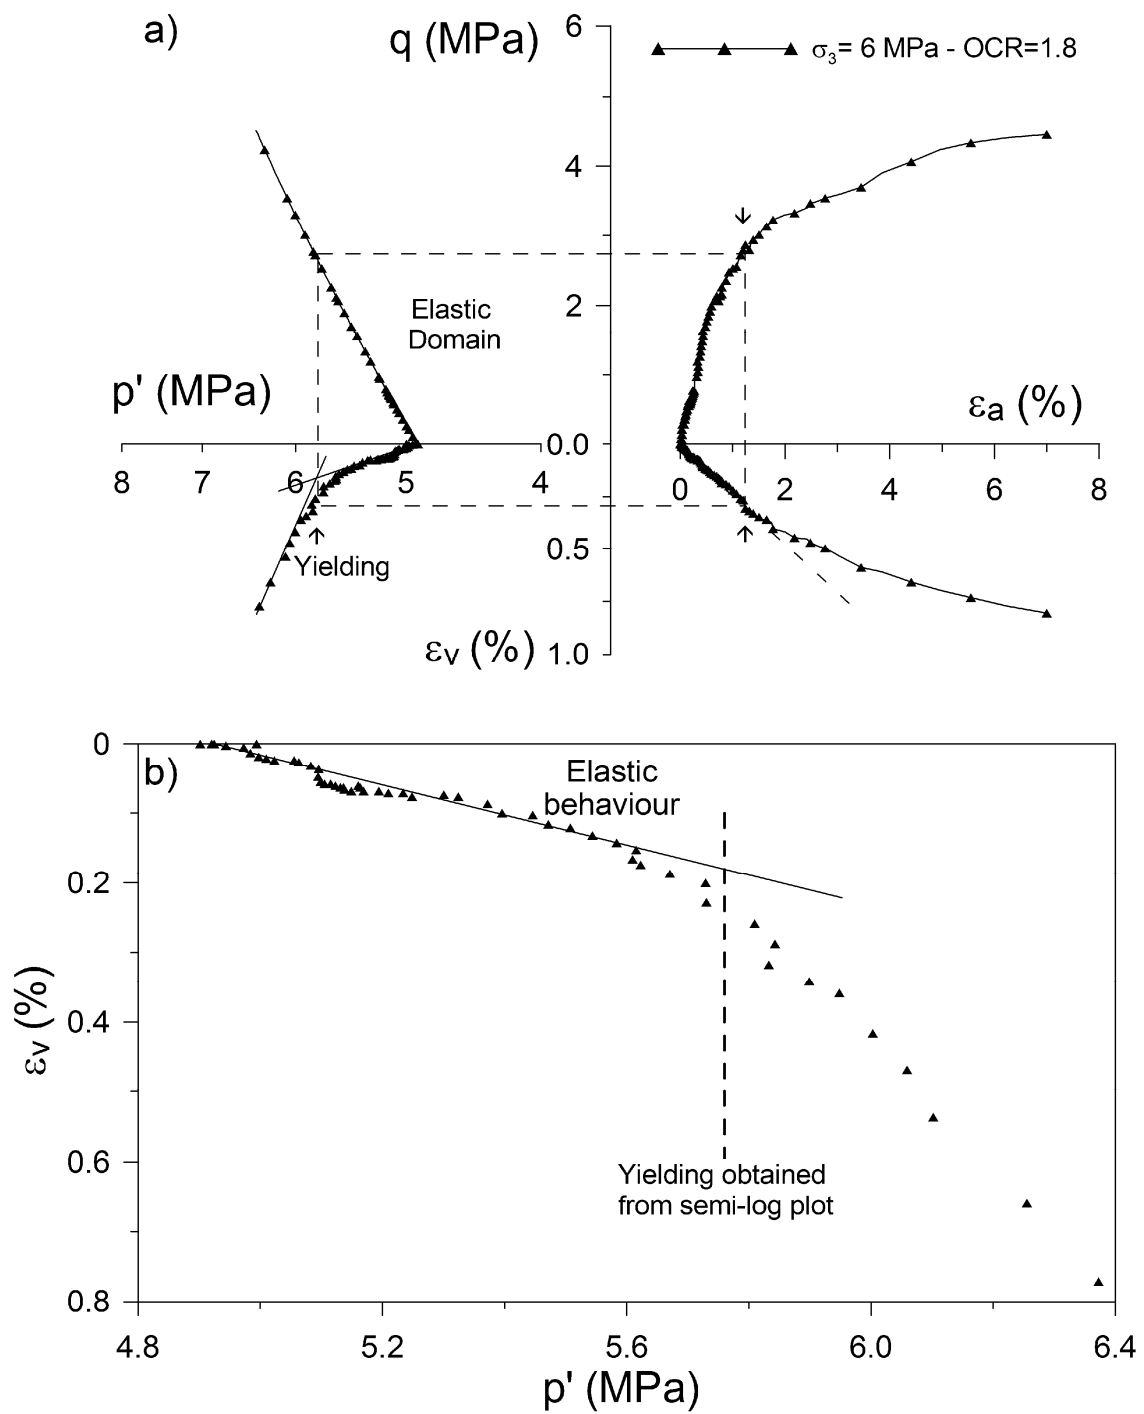 a)
q (MPa)
6
σ3= 6 MPa - OCR=1.8
4
Elastic
Domain
2
p' (MPa)
εa (%)
0.0
8 7 6 5 4
0 2 4 6 8
0.5
Yielding
εv (%)
1.0
b)
0
Elastic
behaviour
0.2
εv (%)
0.4
0.6
Yielding obtained
from semi-log plot
0.8
4.8 5.2 5.6 6.0 6.4
p' (MPa)